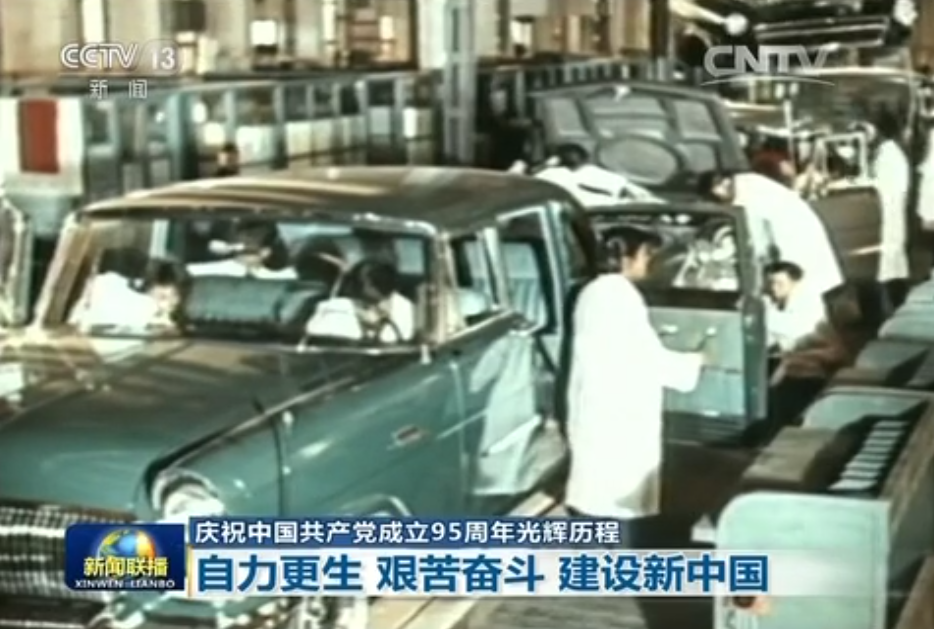 CCTV 13
新闻
CNTV
庆祝中国共产党成立95周年光辉历程
新闻联播
XINWEN LIANBO
自力更生 艰苦奋斗 建设新中国